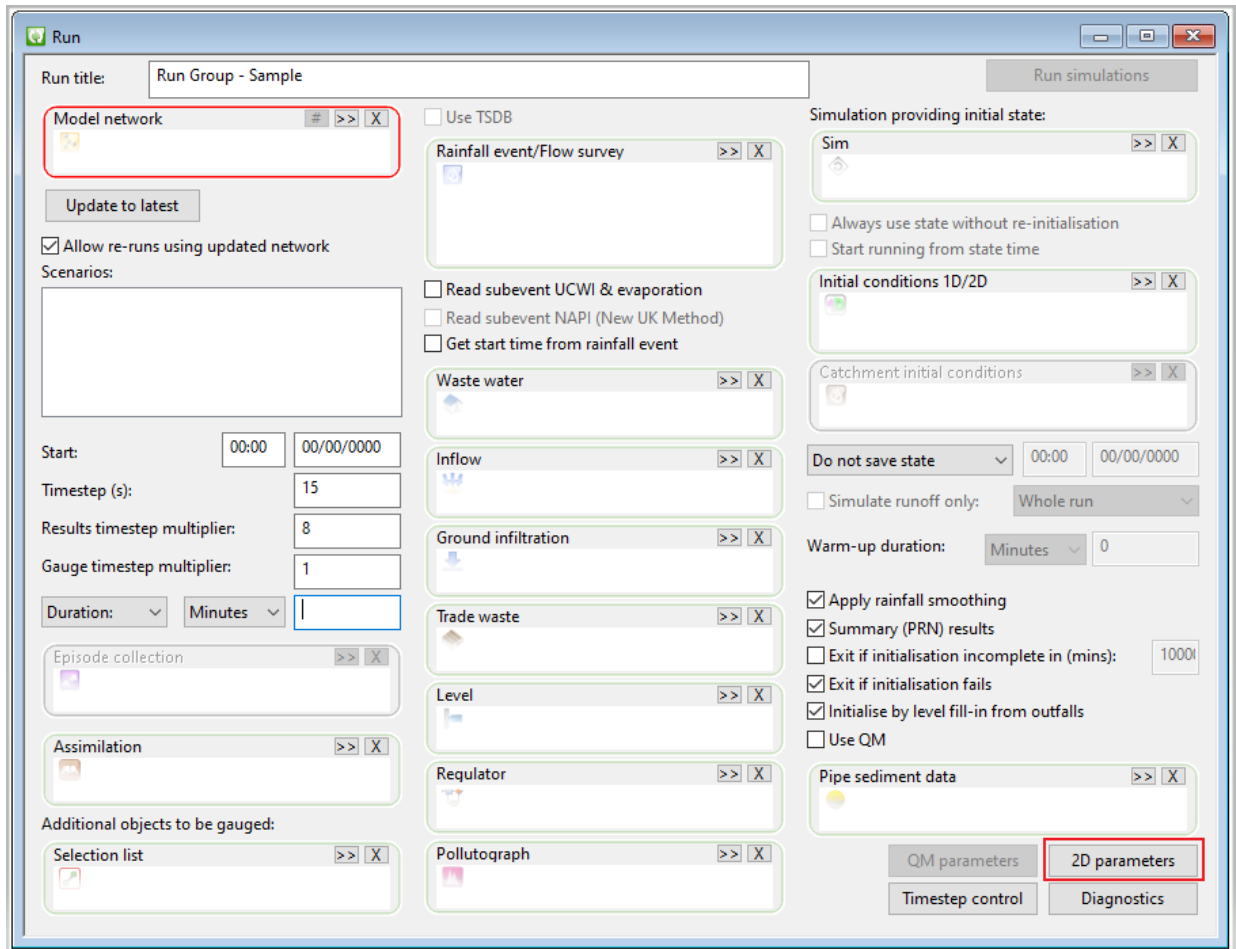 Run
Run title:
Run Group - Sample
Run simulations
Model network
# >> X
Update to latest
Allow re-runs using updated network
Scenarios:
Start:
00:00
00/00/0000
Timestep (s):
15
Results timestep multiplier:
8
Gauge timestep multiplier:
1
Duration:
Minutes
Episode collection
>> X
Assimilation
>> X
Additional objects to be gauged:
Selection list
>> X
Use TSDB
Rainfall event/Flow survey
>> X
Read subevent UCWI & evaporation
Read subevent NAPI (New UK Method)
Get start time from rainfall event
Waste water
>> X
Inflow
>> X
Ground infiltration
>> X
Trade waste
>> X
Level
>> X
Regulator
>> X
Pollutograph
>> X
Simulation providing initial state:
Sim
>> X
Always use state without re-initialisation
Start running from state time
Initial conditions 1D/2D
>> X
Catchment initial conditions
>> X
Do not save state
00:00
00/00/0000
Simulate runoff only:
Whole run
Warm-up duration:
Minutes
0
Apply rainfall smoothing
Summary (PRN) results
Exit if initialisation incomplete in (mins):
Exit if initialisation fails
Initialise by level fill-in from outfalls
Use QM
Pipe sediment data
>> X
QM parameters
2D parameters
Timestep control
Diagnostics